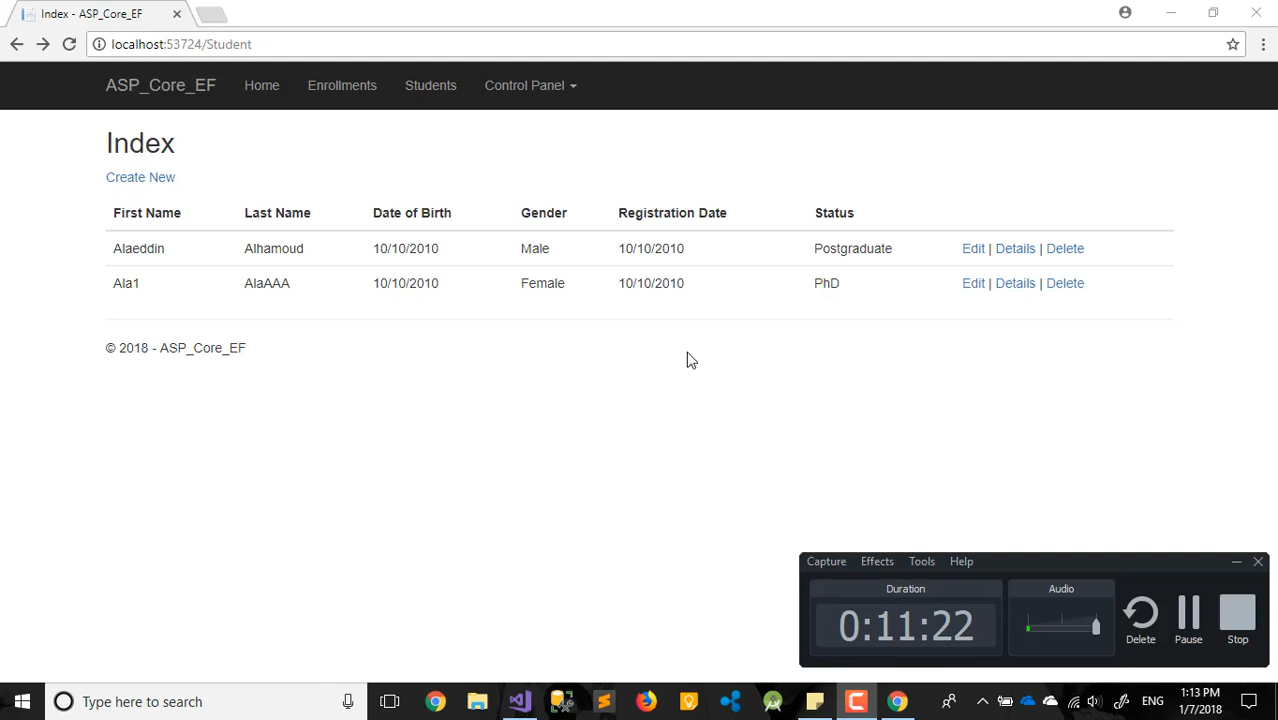 Index - ASP_Core_EF
localhost:53724/Student
ASP_Core_EF Home Enrollments Students Control Panel
Index
Create New
First Name Last Name Date of Birth Gender Registration Date Status
Alaeddin Alhamoud 10/10/2010 Male 10/10/2010 Postgraduate Edit | Details | Delete
Ala1 AlaAAA 10/10/2010 Female 10/10/2010 PhD Edit | Details | Delete
© 2018 - ASP_Core_EF
Capture Effects Tools Help
Duration Audio
0:11:22
Delete Pause Stop
Type here to search
ENG
1:13 PM
1/7/2018